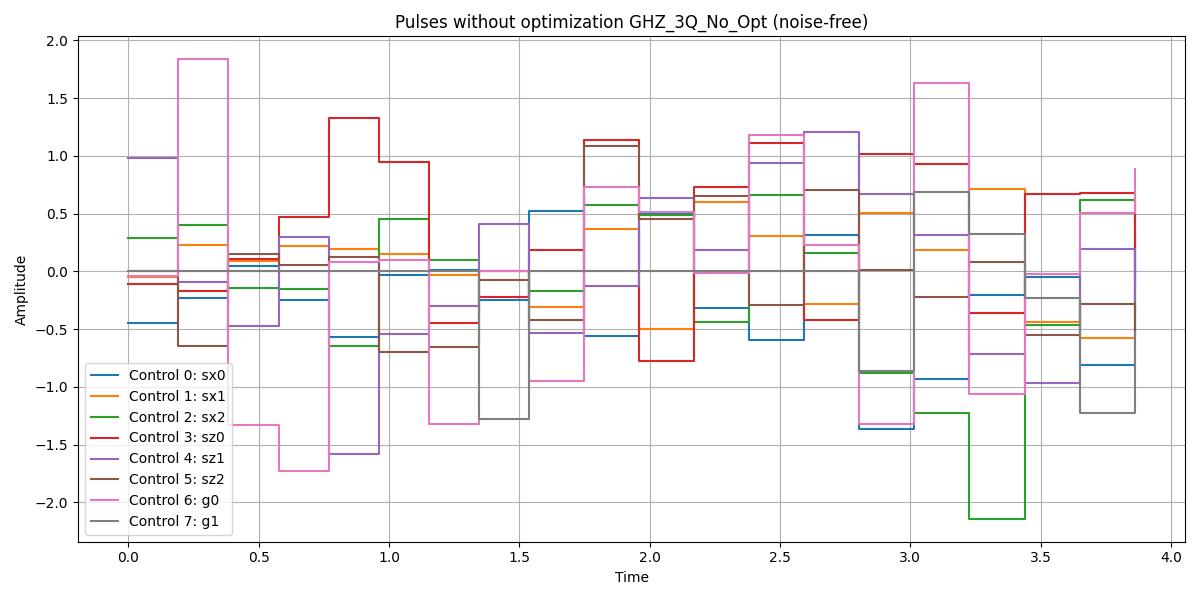 Pulses without optimization GHZ_3Q_No_Opt (noise-free)
2.0
1.5
1.0
0.5
0.0
−0.5
−1.0
−1.5
−2.0
Amplitude
Control 0: sx0
Control 1: sx1
Control 2: sx2
Control 3: sz0
Control 4: sz1
Control 5: sz2
Control 6: g0
Control 7: g1
0.0 0.5 1.0 1.5 2.0 2.5 3.0 3.5 4.0
Time